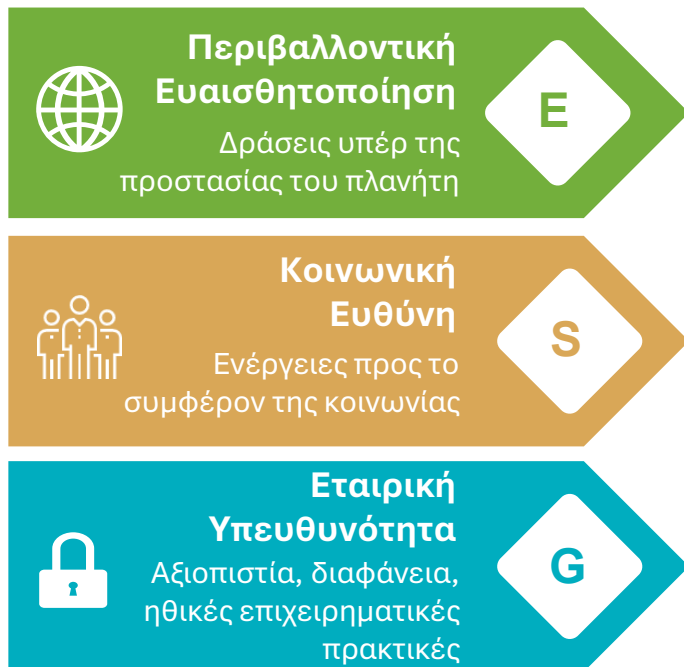 Περιβαλλοντική
Ευαισθητοποίηση
Δράσεις υπέρ της
προστασίας του πλανήτη
E
Κοινωνική
Ευθύνη
Ενέργειες προς το
συμφέρον της κοινωνίας
S
Εταιρική
Υπευθυνότητα
Αξιοπιστία, διαφάνεια,
ηθικές επιχειρηματικές
πρακτικές
G